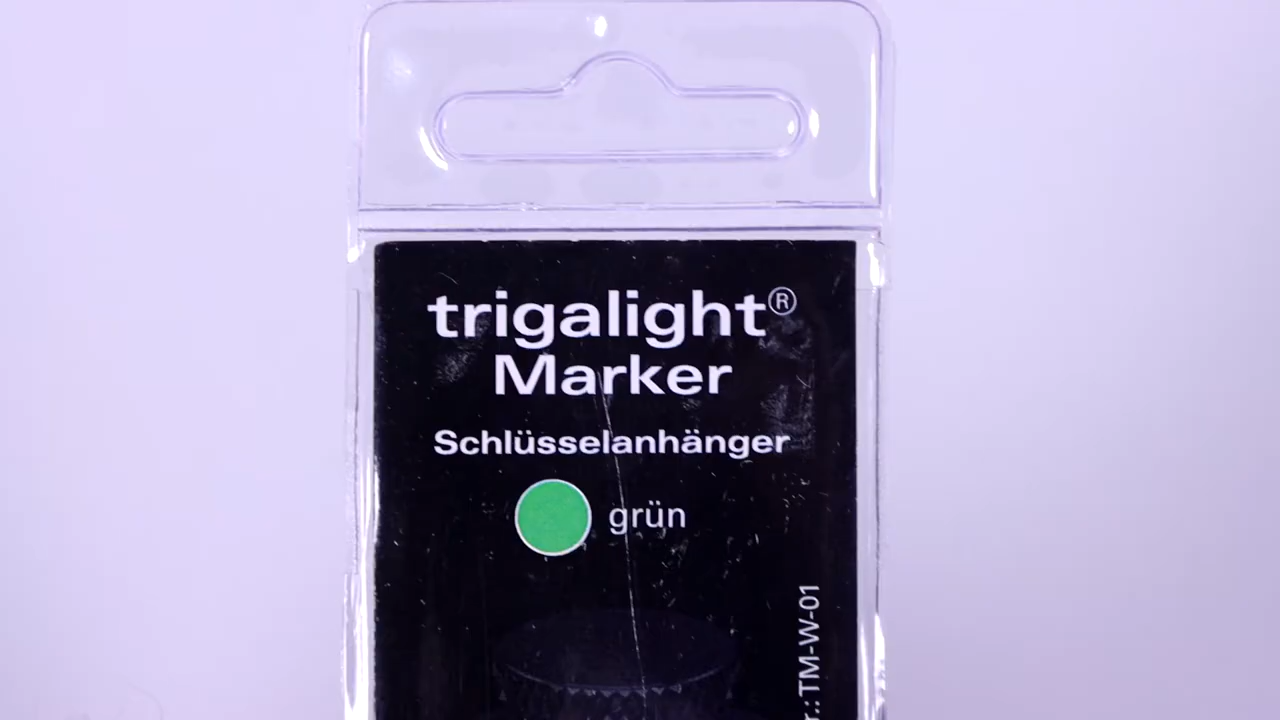 trigalight®
Marker
Schlüsselanhänger
grün
r.: TM-W-01